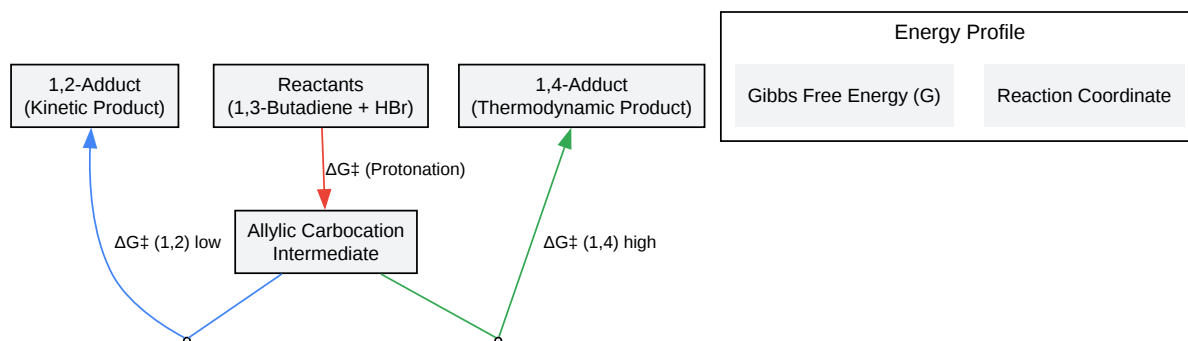 Energy Profile
1,2-Adduct
(Kinetic Product)
Reactants
(1,3-Butadiene + HBr)
1,4-Adduct
(Thermodynamic Product)
Gibbs Free Energy (G)
Reaction Coordinate
ΔG‡ (Protonation)
Allylic Carbocation
Intermediate
ΔG‡ (1,2) low
ΔG‡ (1,4) high